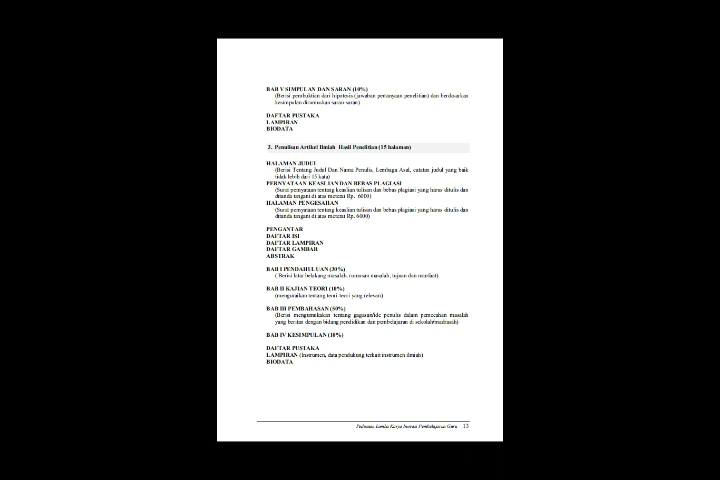 BAB V SIMPULAN DAN SARAN (10%)
(Berisi pembuktian dari hipotesis (jawaban pertanyaan penelitian) dan berdasarkan
kesimpulan dirumuskan saran-saran)
DAFTAR PUSTAKA
LAMPIRAN
BIODATA
3. Penulisan Artikel Ilmiah Hasil Penelitian (15 halaman)
HALAMAN JUDUL
(Berisi Tentang Judul Dan Nama Penulis, Lembaga Asal, catatan judul yang baik
tidak lebih dari 15 kata)
PERNYATAAN KEASLIAN DAN BEBAS PLAGIASI
(Surat pernyataan tentang keaslian tulisan dan bebas plagiasi yang harus ditulis dan
ditanda tangani di atas meterai Rp. 6000)
HALAMAN PENGESAHAN
(Surat pernyataan tentang keaslian tulisan dan bebas plagiasi yang harus ditulis dan
ditanda tangani di atas meterai Rp. 6000)
PENGANTAR
DAFTAR ISI
DAFTAR LAMPIRAN
DAFTAR GAMBAR
ABSTRAK
BAB I PENDAHULUAN (30%)
( Berisi latar belakang masalah, rumusan masalah, tujuan dan manfaat)
BAB II KAJIAN TEORI (10%)
(menguraikan tentang teori-teori yang relevan)
BAB III PEMBAHASAN (50%)
(Berisi mengemukakan tentang gagasan/ide penulis dalam pemecahan masalah
yang berkaitan dengan bidang pendidikan dan pembelajaran di sekolah/madrasah)
BAB IV KESIMPULAN (10%)
DAFTAR PUSTAKA
LAMPIRAN (Instrumen, data pendukung terkait instrumen ilmiah)
BIODATA
Pedoman Lomba Karya Inovasi Pembelajaran Guru 13